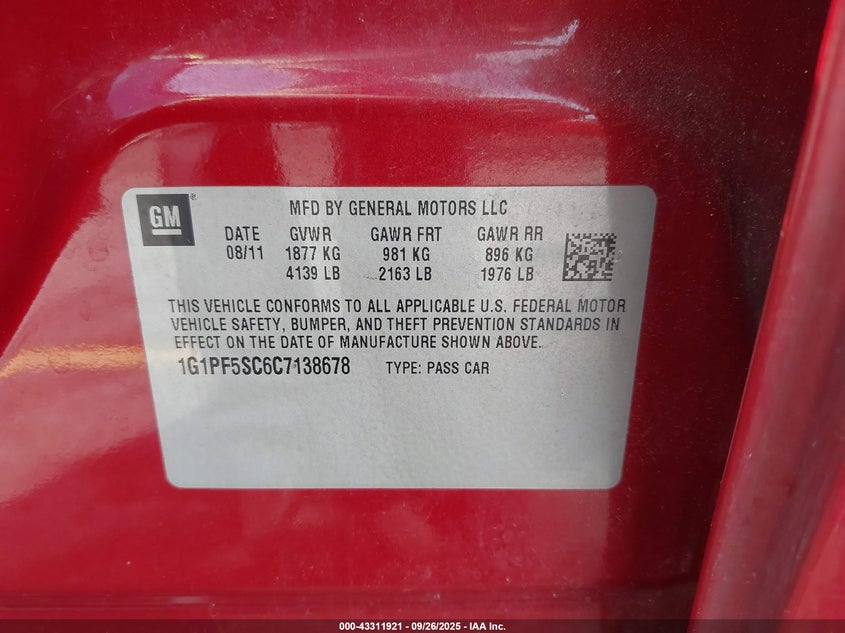 GM®
MFD BY GENERAL MOTORS LLC
DATE GVWR GAWR FRT GAWR RR
08/11 1877 KG 981 KG 896 KG
4139 LB 2163 LB 1976 LB
THIS VEHICLE CONFORMS TO ALL APPLICABLE U.S. FEDERAL MOTOR
VEHICLE SAFETY, BUMPER, AND THEFT PREVENTION STANDARDS IN
EFFECT ON THE DATE OF MANUFACTURE SHOWN ABOVE.
1G1PF5SC6C7138678 TYPE: PASS CAR
000-43311921 | 09/26/2025 - IAA Inc.